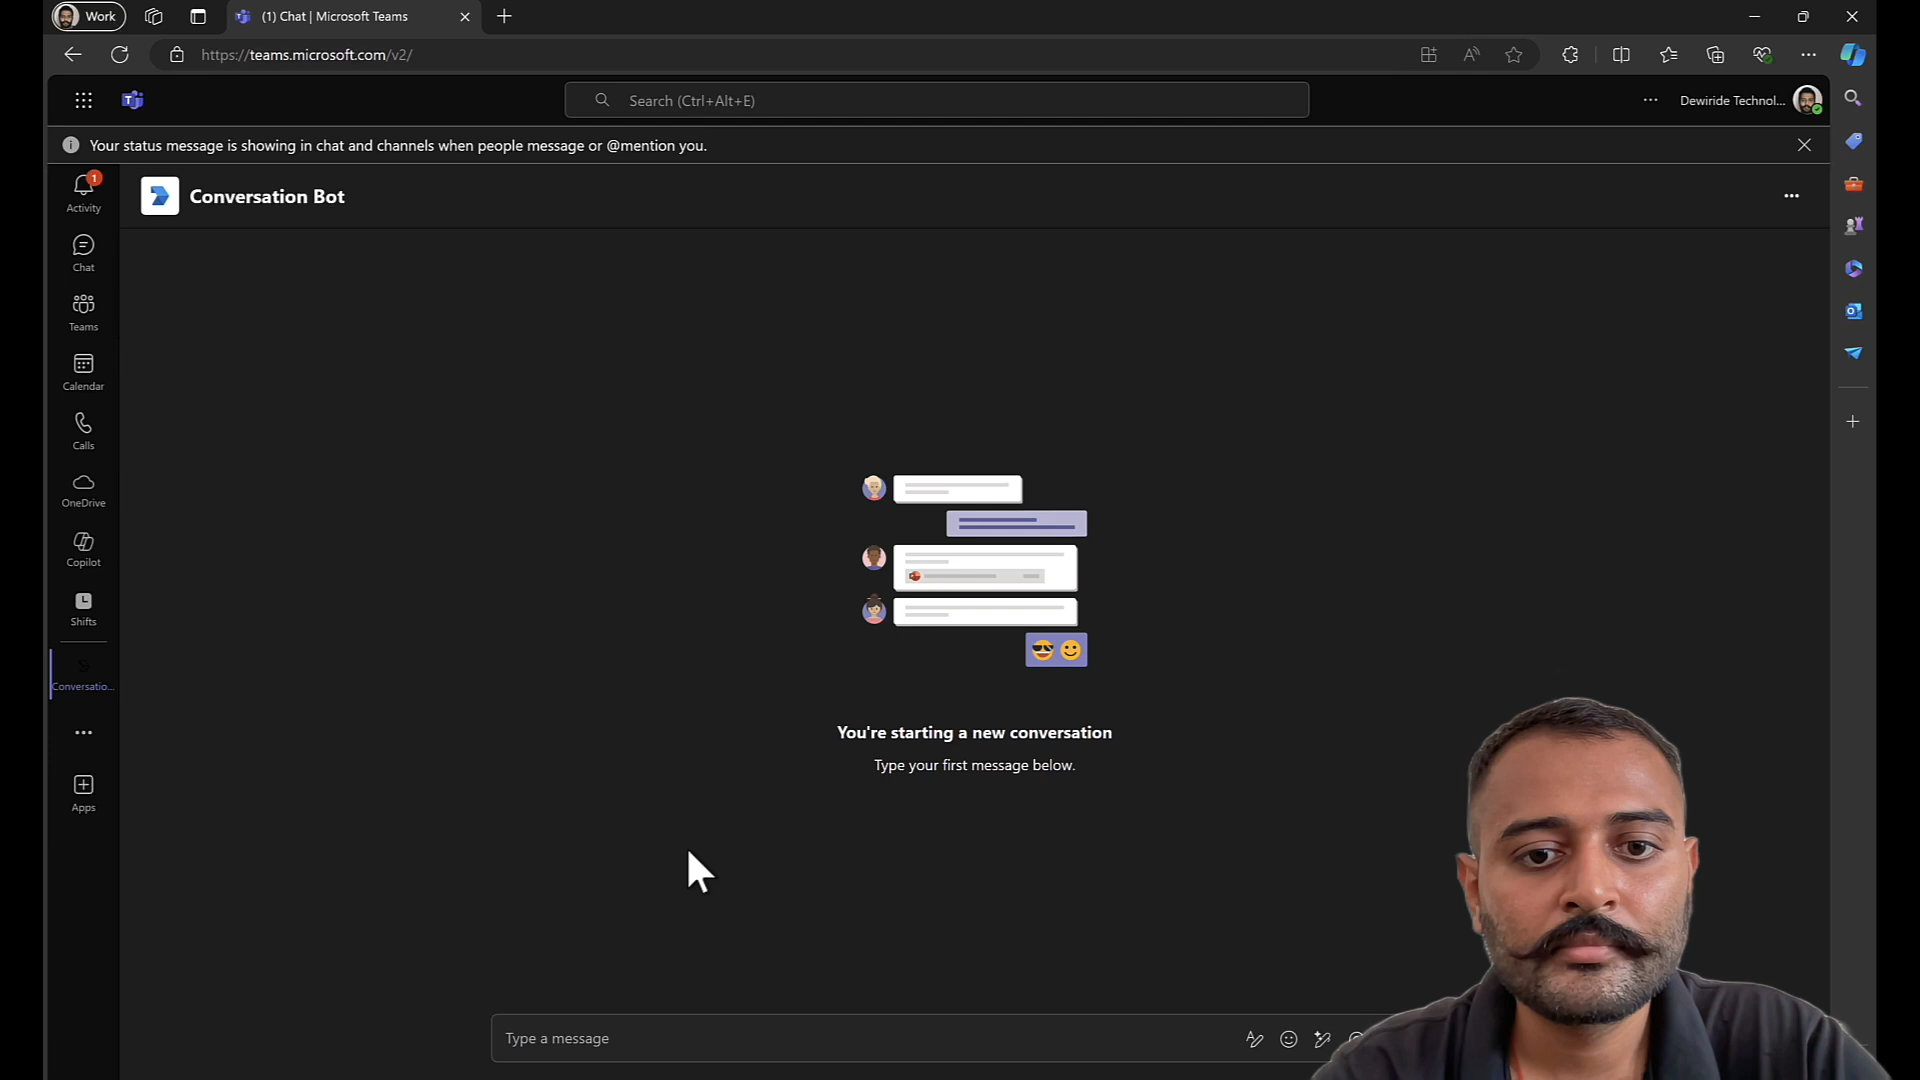 Work
(1) Chat | Microsoft Teams
https://teams.microsoft.com/v2/
Search (Ctrl+Alt+E)
Dewiride Technol...
Your status message is showing in chat and channels when people message or @mention you.
1
Activity
Conversation Bot
Chat
Teams
Calendar
Calls
OneDrive
Copilot
Shifts
Conversatio...
Apps
You're starting a new conversation
Type your first message below.
Type a message